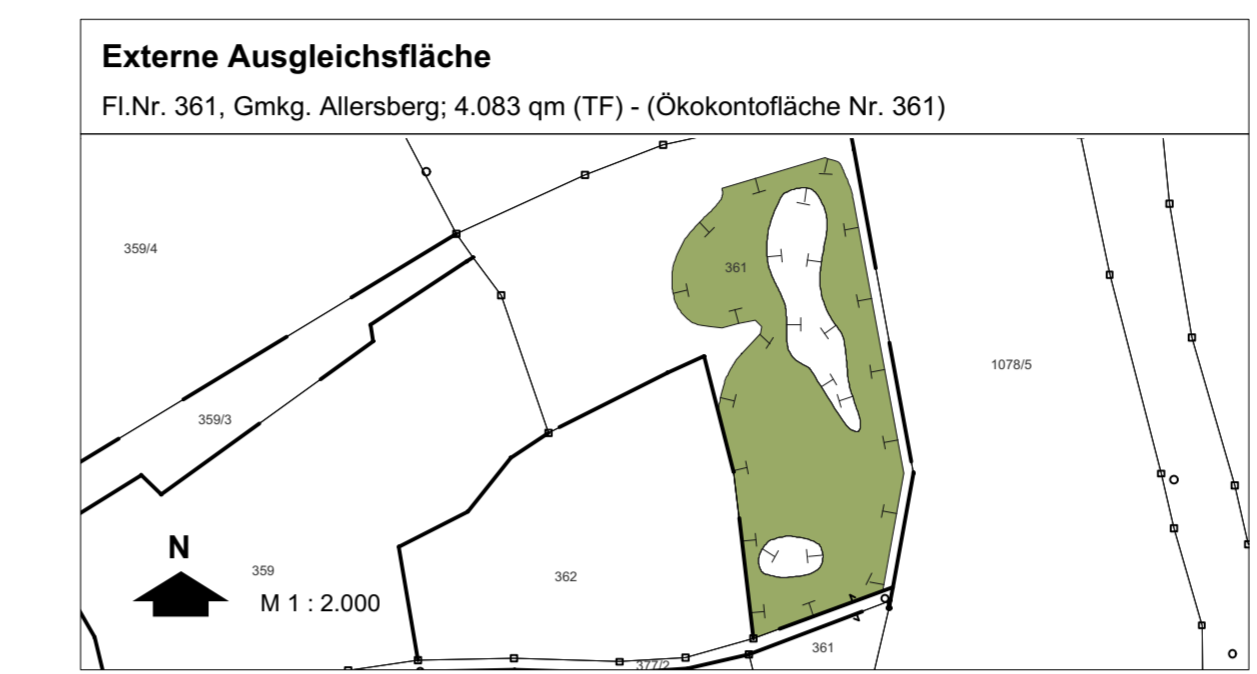 Externe Ausgleichsfläche
Fl.Nr. 361, Gmkg. Allersberg; 4.083 qm (TF) - (Ökokontofläche Nr. 361)
359/4
361
1078/5
359/3
N
359
362
M 1 : 2.000
361
377/2